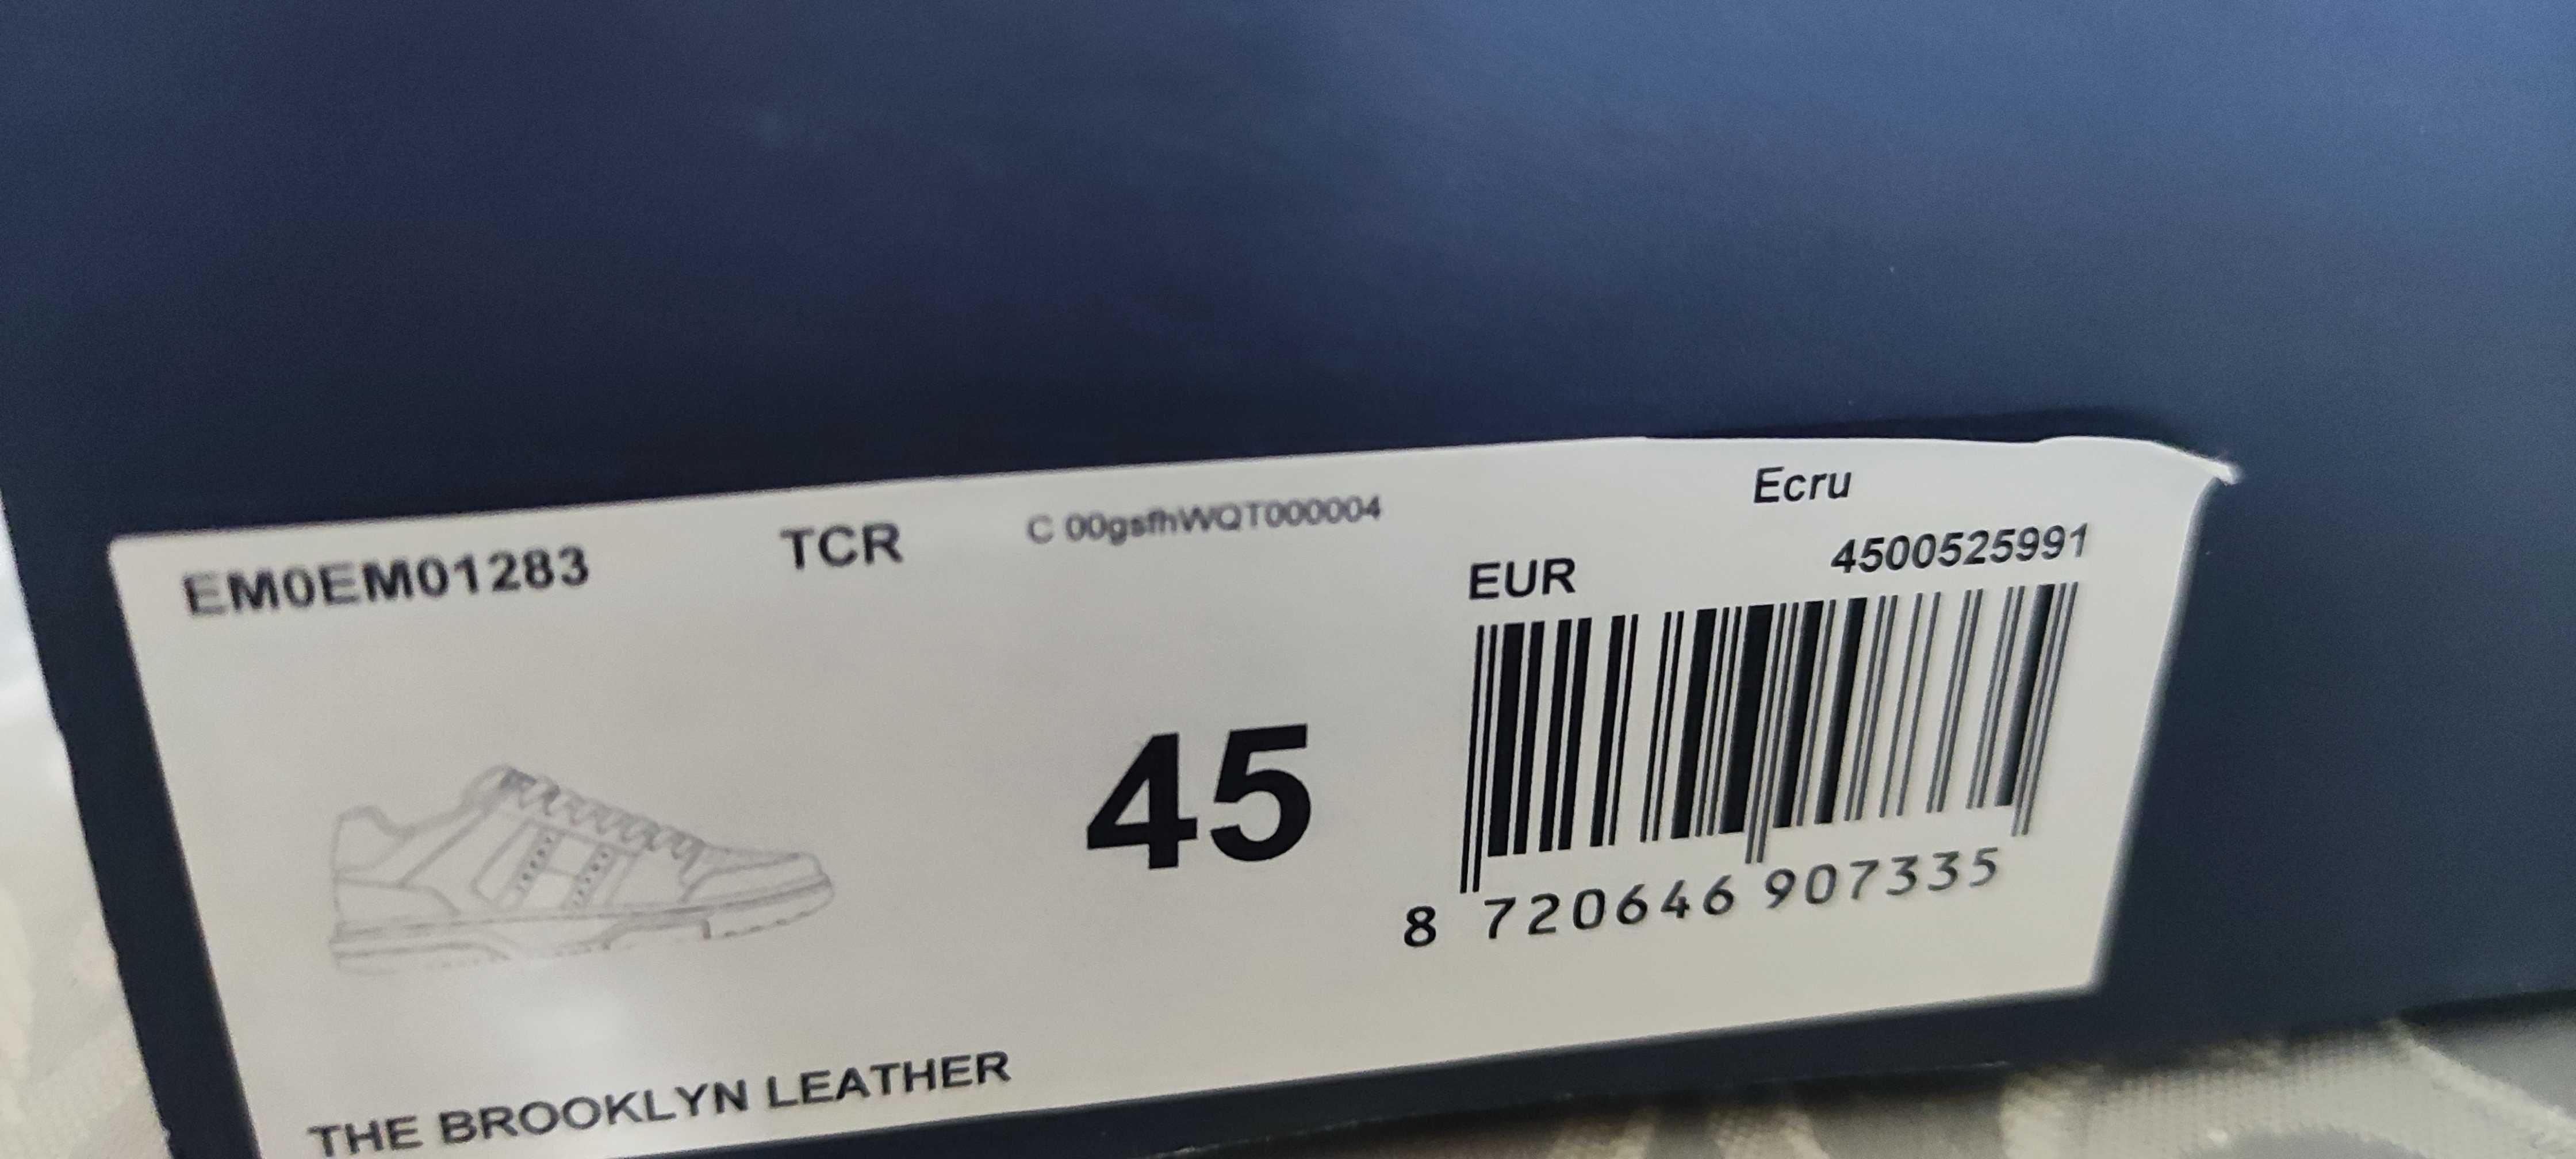 EM0EM01283 TCR C 00gsfhWQT000004 Ecru
EUR 4500525991
45
8 720646 907335
THE BROOKLYN LEATHER